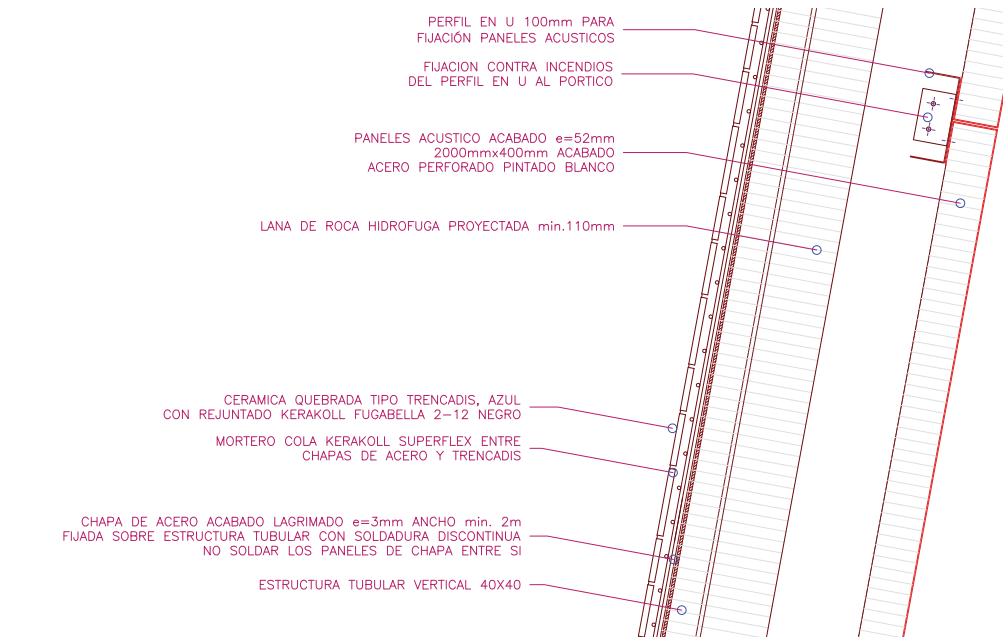 PERFIL EN U 100mm PARA
FIJACIÓN PANELES ACUSTICOS
FIJACION CONTRA INCENDIOS
DEL PERFIL EN U AL PORTICO
PANELES ACUSTICO ACABADO e=52mm
2000mmx400mm ACABADO
ACERO PERFORADO PINTADO BLANCO
LANA DE ROCA HIDROFUGA PROYECTADA min.110mm
CERAMICA QUEBRADA TIPO TRENCADIS, AZUL
CON REJUNTADO KERAKOLL FUGABELLA 2-12 NEGRO
MORTERO COLA KERAKOLL SUPERFLEX ENTRE
CHAPAS DE ACERO Y TRENCADIS
CHAPA DE ACERO ACABADO LAGRIMADO e=3mm ANCHO min. 2m
FIJADA SOBRE ESTRUCTURA TUBULAR CON SOLDADURA DISCONTINUA
NO SOLDAR LOS PANELES DE CHAPA ENTRE SI
ESTRUCTURA TUBULAR VERTICAL 40X40